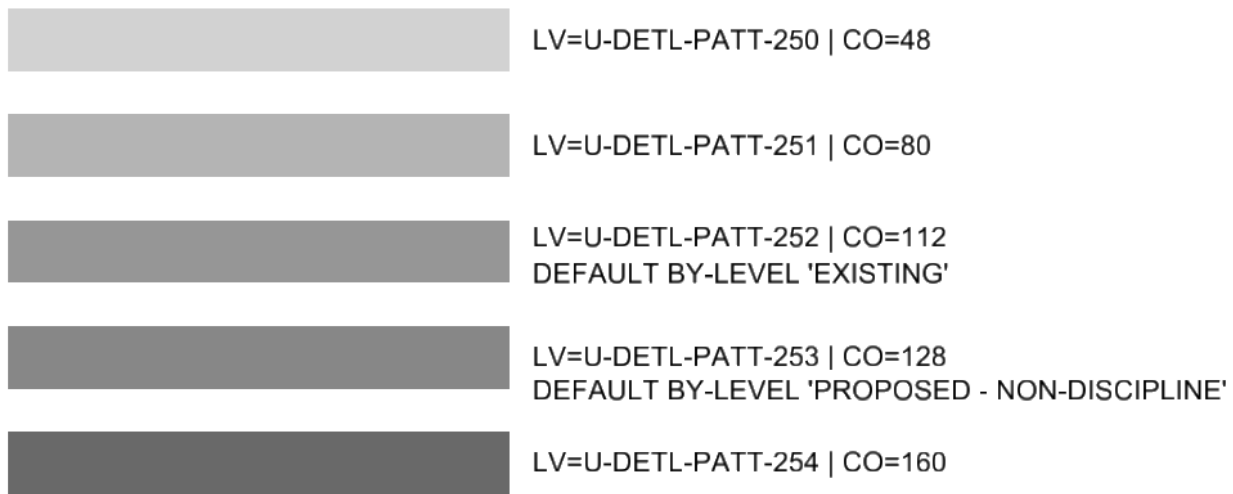 LV=U-DETL-PATT-250 | CO=48
LV=U-DETL-PATT-251 | CO=80
LV=U-DETL-PATT-252 | CO=112
DEFAULT BY-LEVEL 'EXISTING'
LV=U-DETL-PATT-253 | CO=128
DEFAULT BY-LEVEL 'PROPOSED - NON-DISCIPLINE'
LV=U-DETL-PATT-254 | CO=160